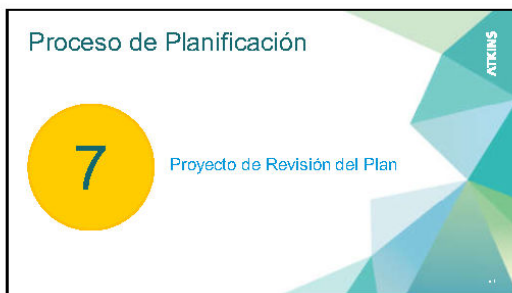 Proceso de Planificación
ATKINS
7
Proyecto de Revisión del Plan